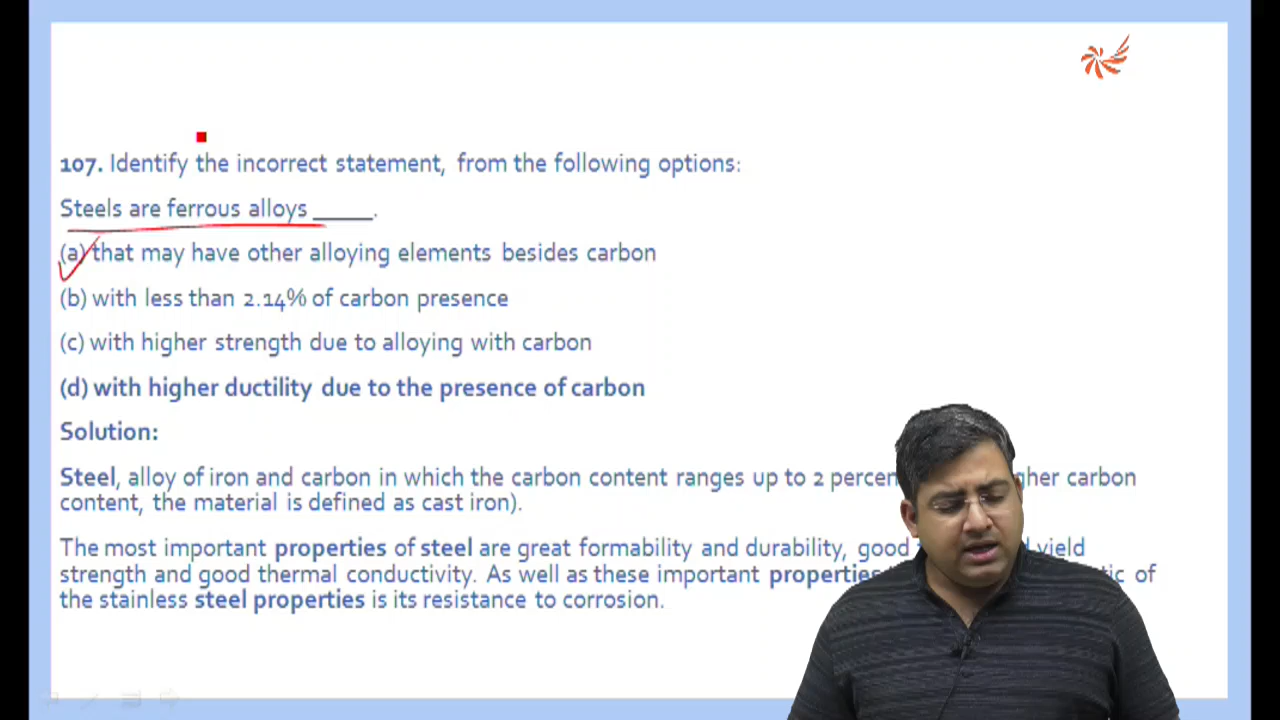 107. Identify the incorrect statement, from the following options:
Steels are ferrous alloys _____.
(a) that may have other alloying elements besides carbon
(b) with less than 2.14% of carbon presence
(c) with higher strength due to alloying with carbon
(d) with higher ductility due to the presence of carbon
Solution:
Steel, alloy of iron and carbon in which the carbon content ranges up to 2 carbon
content, the material is defined as cast iron).
The most important properties of steel are great formability and durability, good yield
strength and good thermal conductivity. As well as these important properties of
the stainless steel properties is its resistance to corrosion.